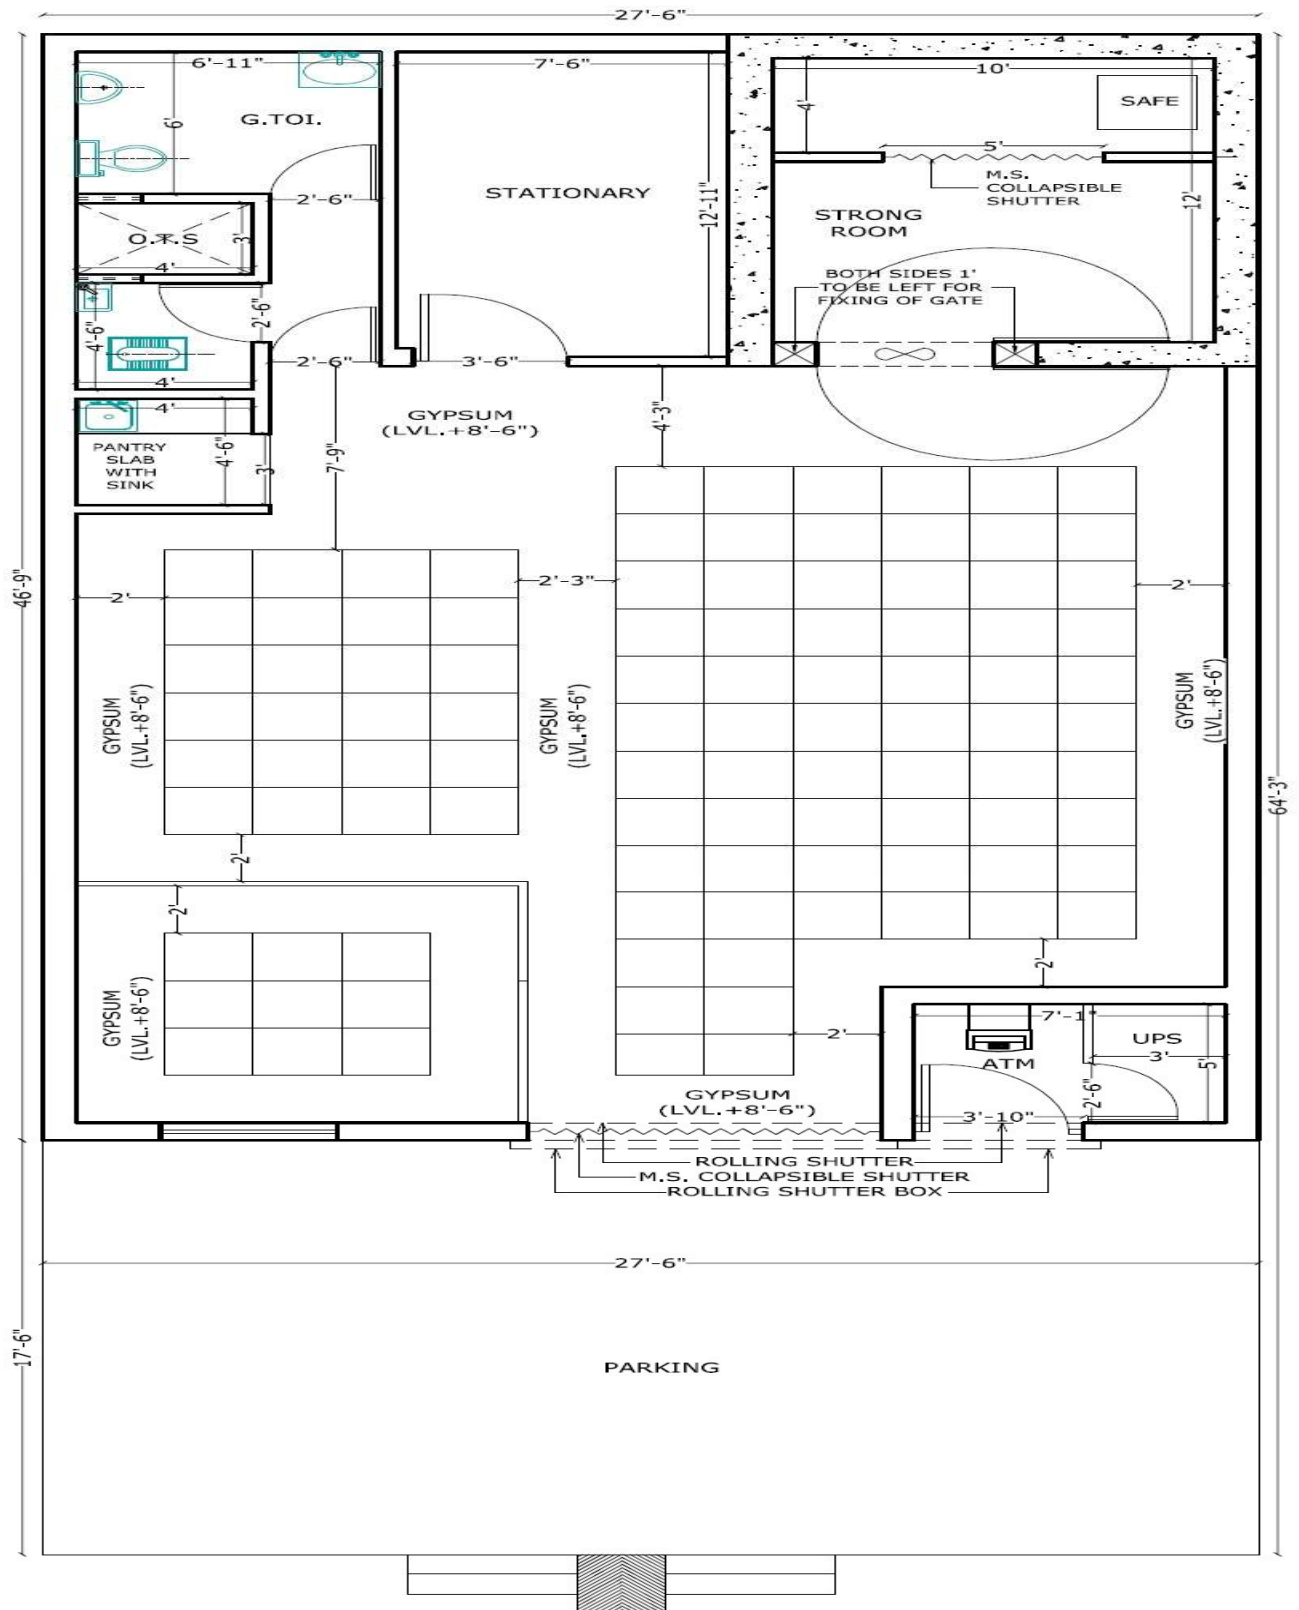 27'-6"
6'-11"
7'-6"
10'
SAFE
4'
6'
G.TOI.
5'
M.S.
COLLAPSIBLE
SHUTTER
STATIONARY
12'-11"
12'
2'-6"
STRONG
ROOM
O.T.S
3'
4'
BOTH SIDES 1'
TO BE LEFT FOR
FIXING OF GATE
2'-6"
4'-6"
2'-6"
3'-6"
4'
4'
GYPSUM
(LVL.+8'-6")
4'-3"
PANTRY
SLAB
WITH
SINK
4'-6"
3'
7'-9"
46'-9"
2'
2'-3"
2'
GYPSUM
(LVL.+8'-6")
GYPSUM
(LVL.+8'-6")
GYPSUM
(LVL.+8'-6")
64'-3"
2'
2'
GYPSUM
(LVL.+8'-6")
2'
2'
7'-1"
ATM
UPS
3'
5'
2'-6"
3'-10"
GYPSUM
(LVL.+8'-6")
ROLLING SHUTTER
M.S. COLLAPSIBLE SHUTTER
ROLLING SHUTTER BOX
27'-6"
17'-6"
PARKING